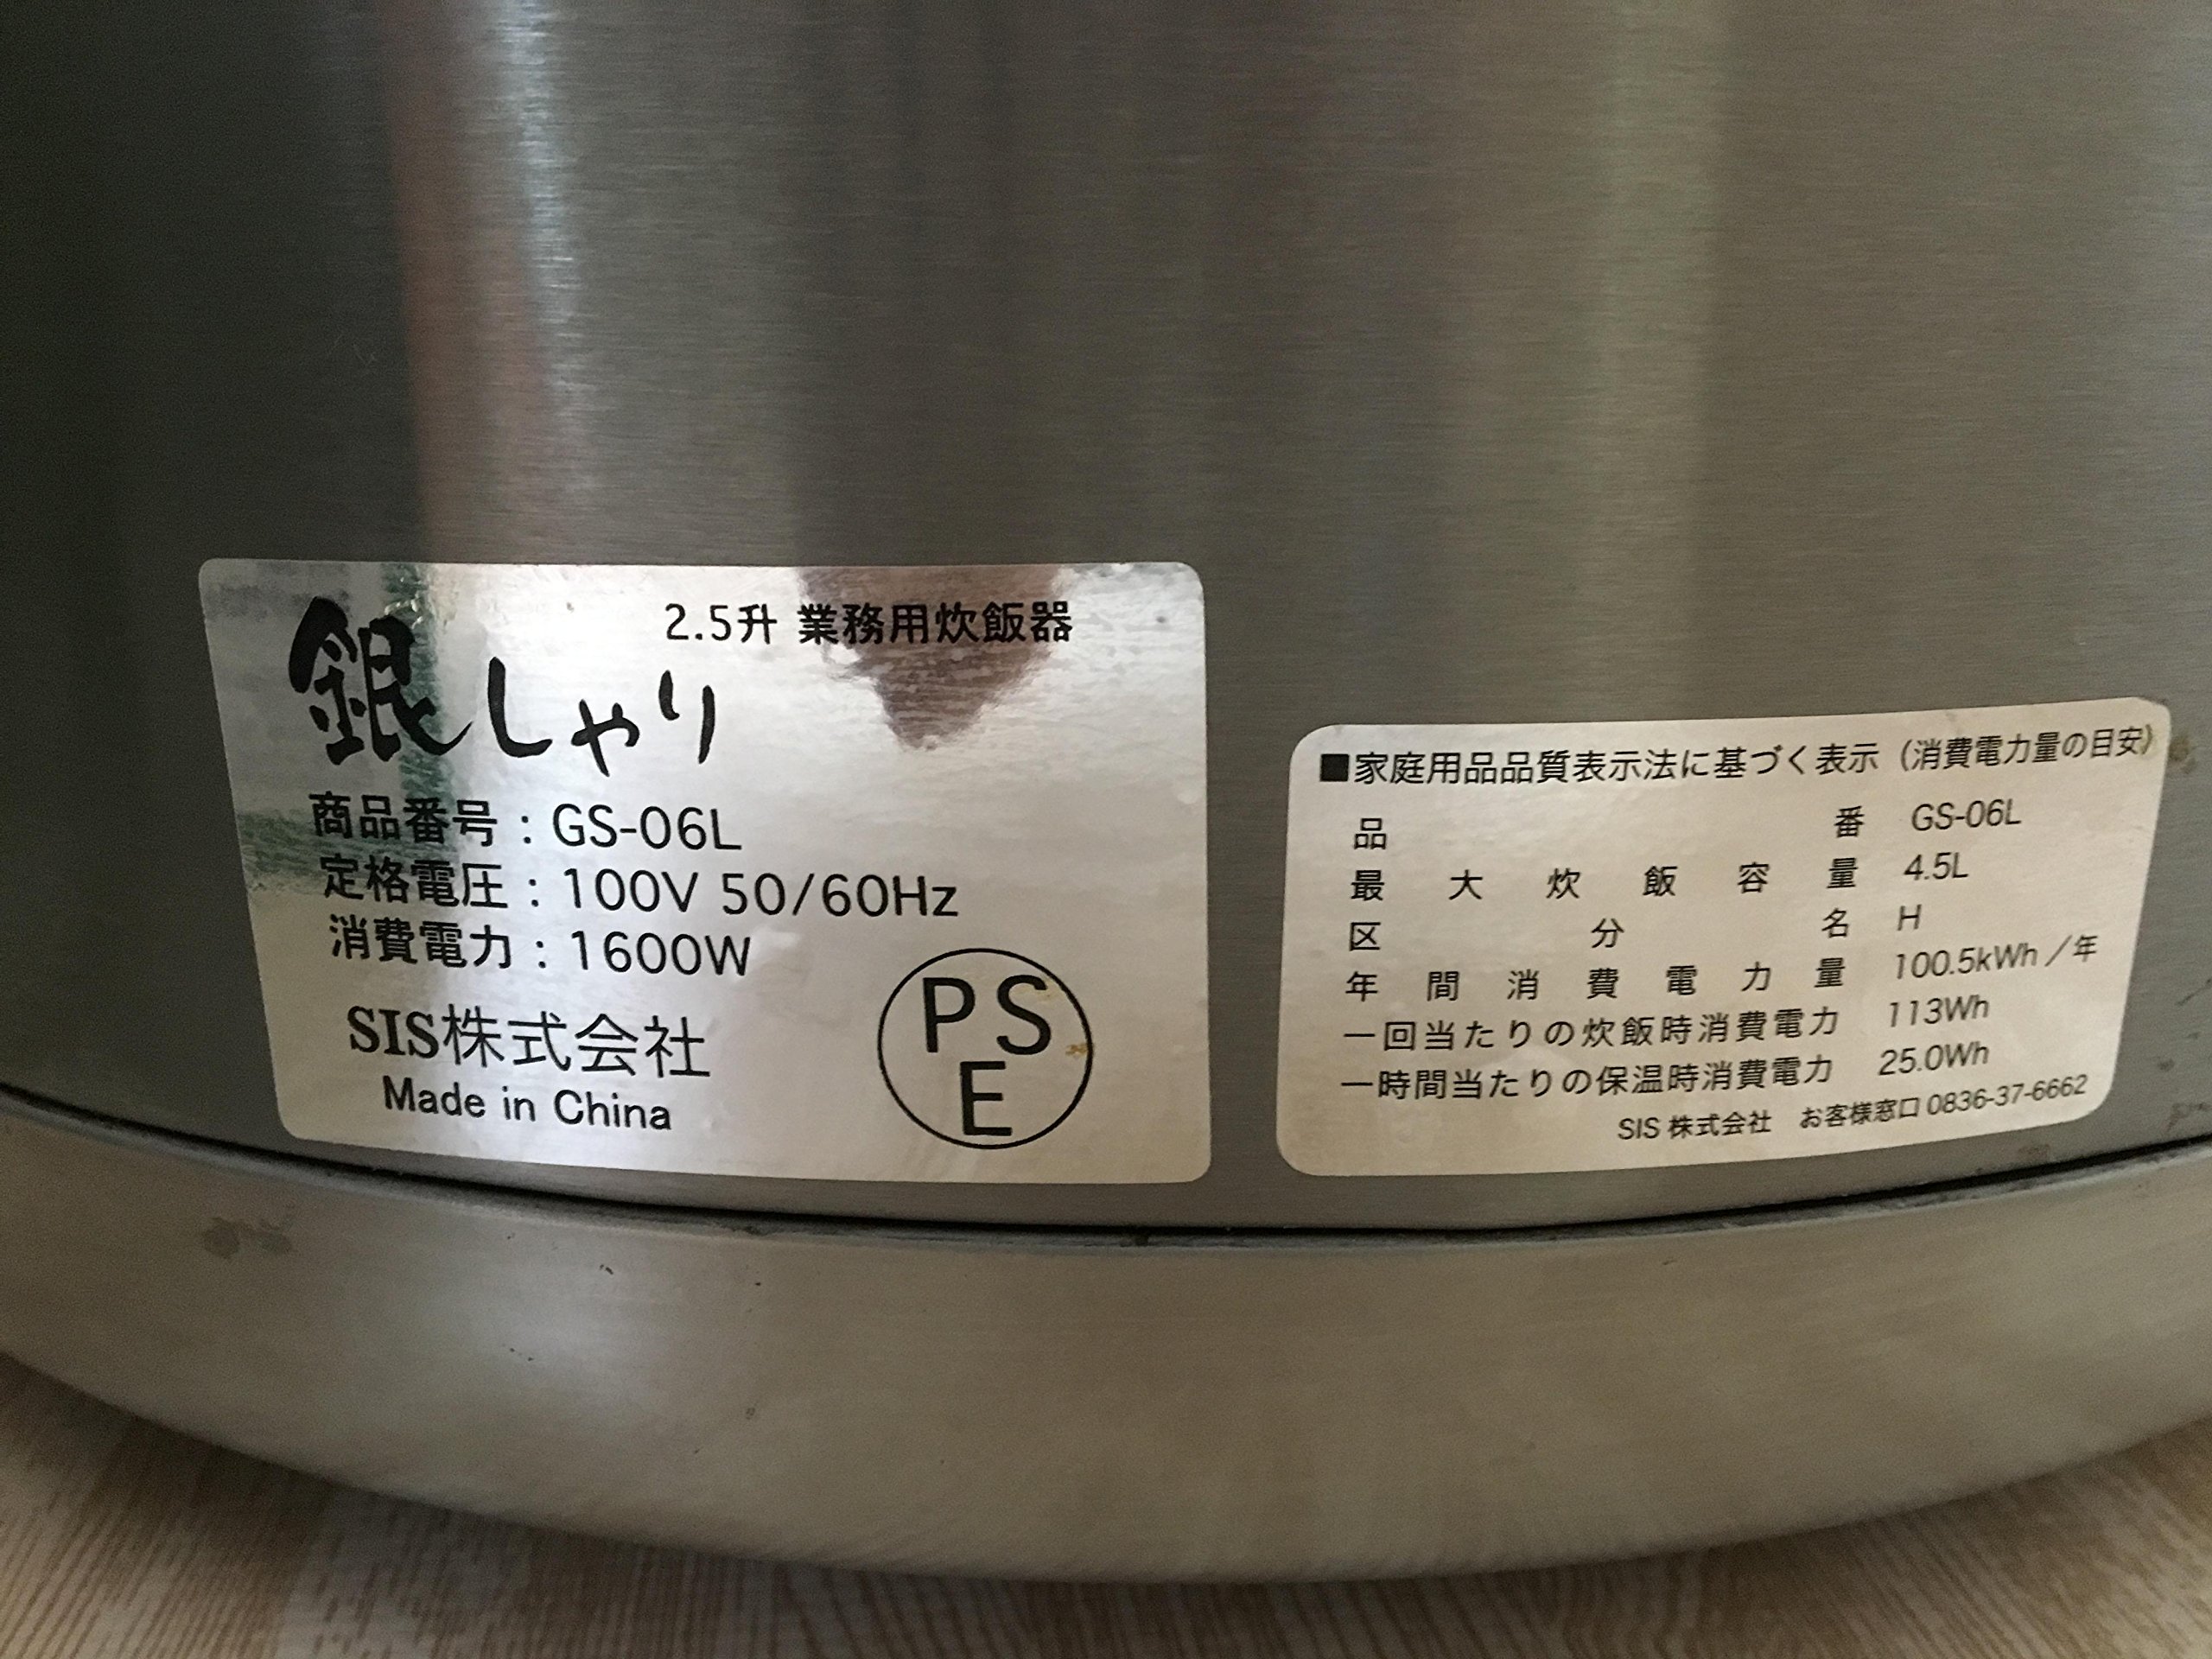 2.5升 業務用炊飯器
銀しゃり
商品番号：GS-06L
定格電圧：100V 50/60Hz
消費電力：1600W
SIS株式会社
Made in China
PS
E
■家庭用品品質表示法に基づく表示（消費電力量の目安）
品番 GS-06L
最大炊飯容量 4.5L
区分名 H
年間消費電力量 100.5kWh／年
一回当たりの炊飯時消費電力 113Wh
一時間当たりの保温時消費電力 25.0Wh
SIS 株式会社 お客様窓口 0836-37-6662